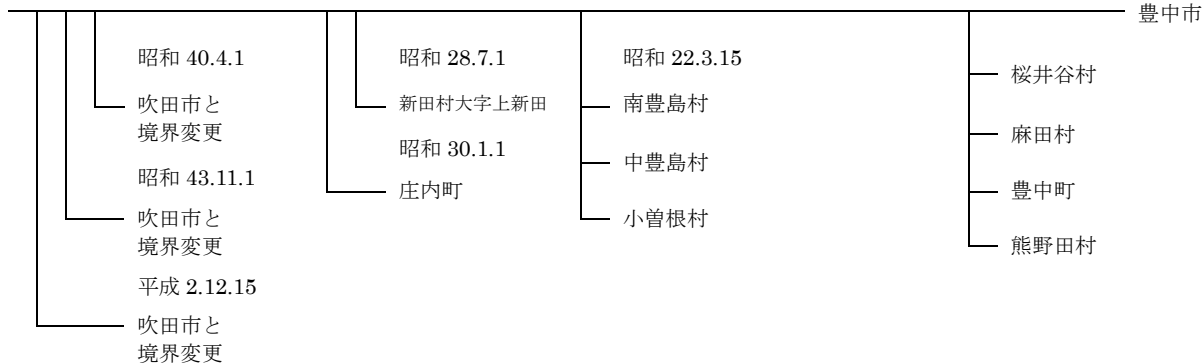 豊中市
昭和 40.4.1
吹田市と
境界変更
昭和 43.11.1
吹田市と
境界変更
平成 2.12.15
吹田市と
境界変更
昭和 28.7.1
新田村大字上新田
昭和 30.1.1
庄内町
昭和 22.3.15
南豊島村
中豊島村
小曽根村
桜井谷村
麻田村
豊中町
熊野田村